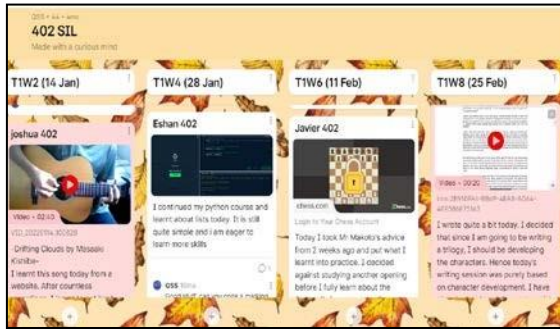 402 SIL
Made with a curious mind
T1W2 (14 Jan)
joshua 402
Video • 02:43
Drifting Clouds by Masaaki
Kishibe-
I learnt this song today from a
website. After countless
T1W4 (28 Jan)
Eshan 402
I continued my python course and
learnt about lists today. It is still
quite simple and i am eager to
learn more skills
GSS
T1W6 (11 Feb)
Javier 402
chess.com
Login to Your Chess Account
Today I took Mr Makolo's advice
from 2 weeks ago and put what I
learnt into practice. I decided
against studying another opening
before I fully learn about the
T1W8 (25 Feb)
Video • 00:20
I wrote quite a bit today. I decided
that since I am going to be writing
a trilogy, I should be developing
the characters. Hence today's
writing session was purely based
on character development. I have